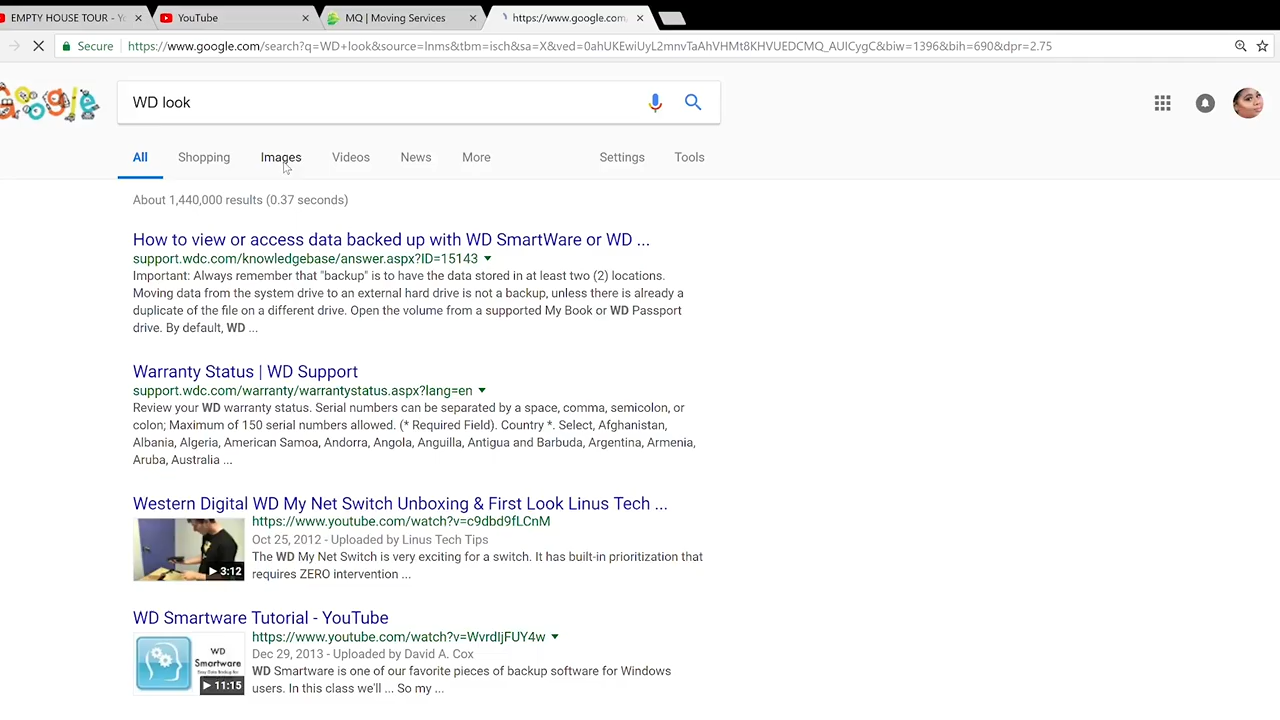 EMPTY HOUSE TOUR - Yo
YouTube
MQ | Moving Services
https://www.google.com
Secure
https://www.google.com/search?q=WD+look&source=lnms&tbm=isch&sa=X&ved=0ahUKEwiUyL2mnvTaAhVHMt8KHVUEDCMQ_AUICygC&biw=1396&bih=690&dpr=2.75
Google
WD look
All
Shopping
Images
Videos
News
More
Settings
Tools
About 1,440,000 results (0.37 seconds)
How to view or access data backed up with WD SmartWare or WD ...
support.wdc.com/knowledgebase/answer.aspx?ID=15143
Important: Always remember that "backup" is to have the data stored in at least two (2) locations.
Moving data from the system drive to an external hard drive is not a backup, unless there is already a
duplicate of the file on a different drive. Open the volume from a supported My Book or WD Passport
drive. By default, WD ...
Warranty Status | WD Support
support.wdc.com/warranty/warrantystatus.aspx?lang=en
Review your WD warranty status. Serial numbers can be separated by a space, comma, semicolon, or
colon; Maximum of 150 serial numbers allowed. (* Required Field). Country *. Select, Afghanistan,
Albania, Algeria, American Samoa, Andorra, Angola, Anguilla, Antigua and Barbuda, Argentina, Armenia,
Aruba, Australia ...
Western Digital WD My Net Switch Unboxing & First Look Linus Tech ...
https://www.youtube.com/watch?v=c9dbd9fLCnM
Oct 25, 2012 - Uploaded by Linus Tech Tips
The WD My Net Switch is very exciting for a switch. It has built-in prioritization that
requires ZERO intervention ...
3:12
WD Smartware Tutorial - YouTube
https://www.youtube.com/watch?v=WvrdIjFUY4w
Dec 29, 2013 - Uploaded by David A. Cox
WD Smartware is one of our favorite pieces of backup software for Windows
users. In this class we'll ... So my ...
WD
Smartware
11:15